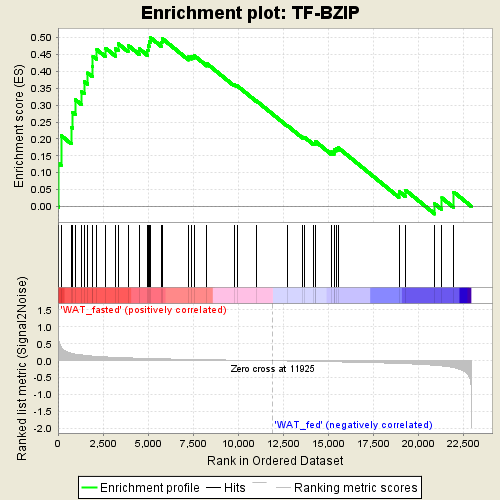 Enrichment plot: TF-BZIP
Enrichment score (ES)
0.50
0.45
0.40
0.35
0.30
0.25
0.20
0.15
0.10
0.05
0.00
'WAT_fasted' (positively correlated)
Ranked list metric (Signal2Noise)
1.5
1.0
0.5
0.0
-0.5
-1.0
-1.5
-2.0
Zero cross at 11925
'WAT_fed' (negatively correlated)
0 2,500 5,000 7,500 10,000 12,500 15,000 17,500 20,000 22,500
Rank in Ordered Dataset
Enrichment profile Hits Ranking metric scores